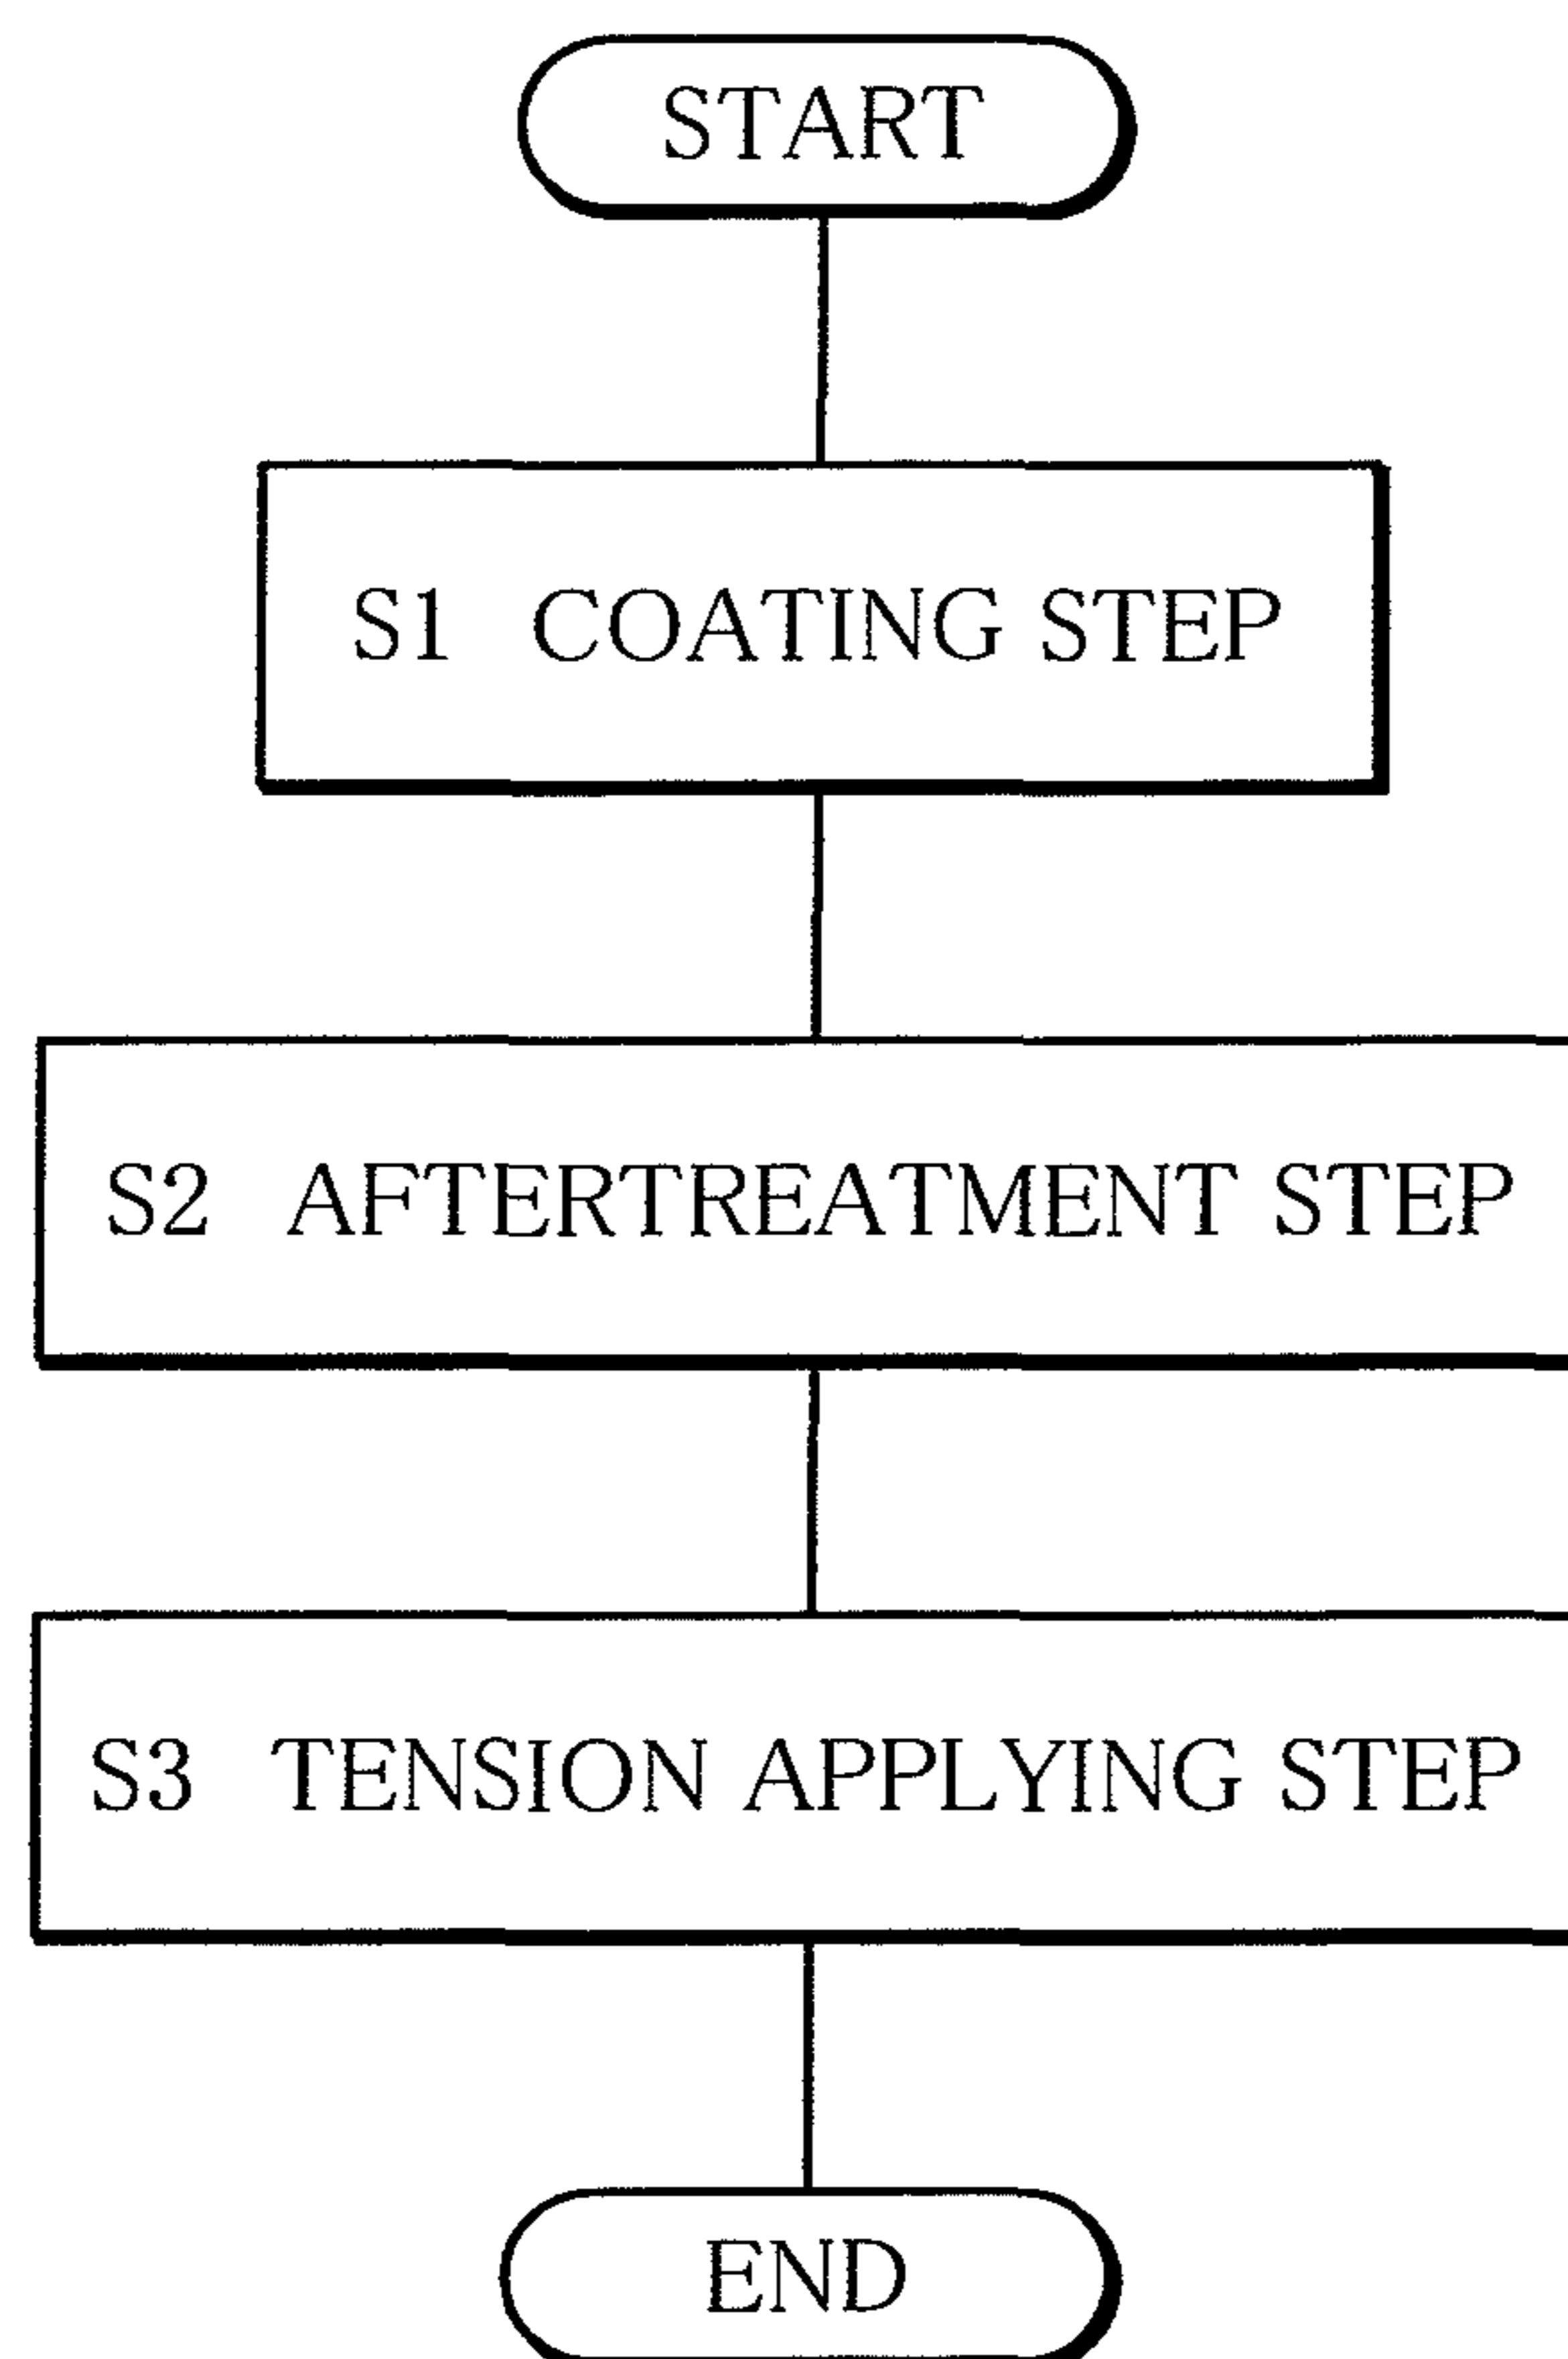 START
S1 COATING STEP
S2 AFTERTREATMENT STEP
S3 TENSION APPLYING STEP
END